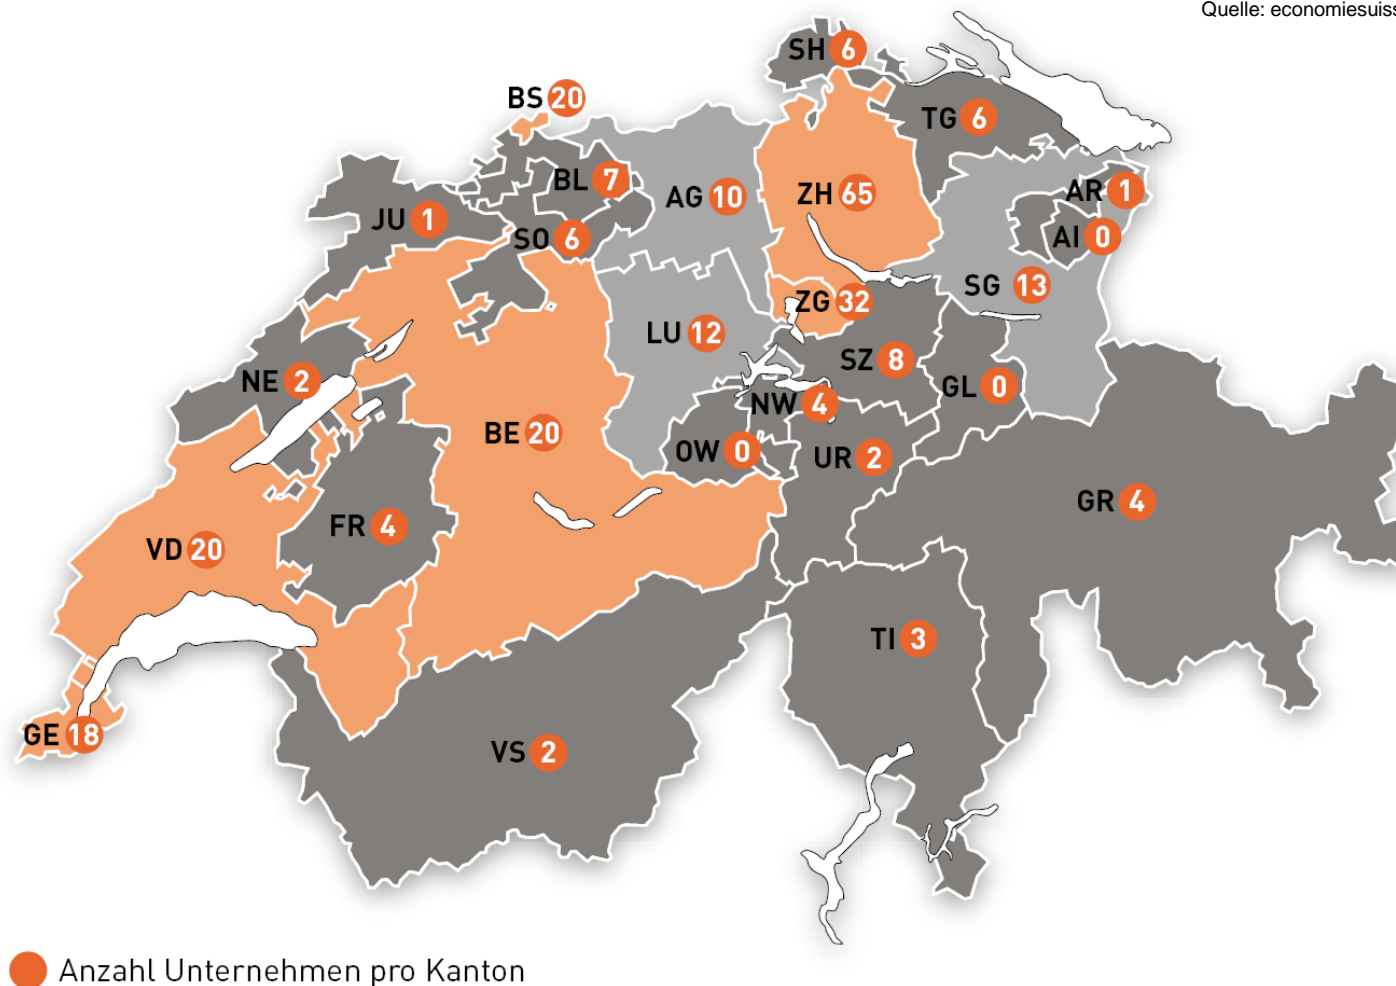 Quelle: economiesuiss
SH 6
BS 20
TG 6
BL 7
AG 10
ZH 65
AR 1
JU 1
SO 6
AI 0
SG 13
ZG 32
LU 12
SZ 8
NE 2
GL 0
NW 4
BE 20
OW 0
UR 2
GR 4
FR 4
VD 20
TI 3
GE 18
VS 2
Anzahl Unternehmen pro Kanton